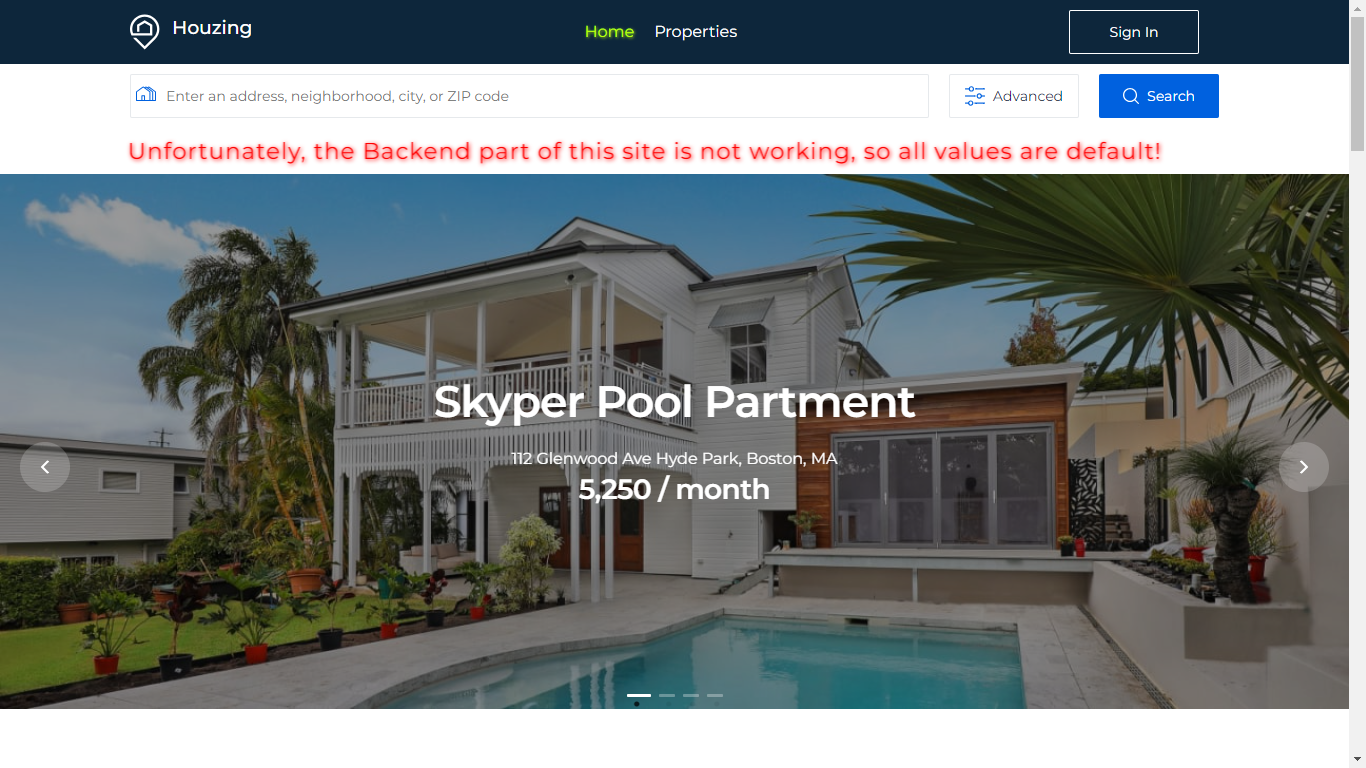 Houzing
Home
Properties
Sign In
Enter an address, neighborhood, city, or ZIP code
Advanced
Search
Unfortunately, the Backend part of this site is not working, so all values are default!
Skyper Pool Partment
112 Glenwood Ave Hyde Park, Boston, MA
5,250 / month